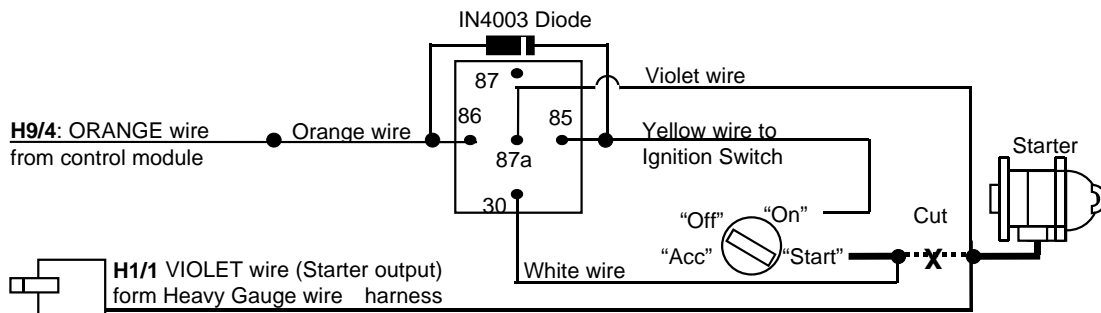 IN4003 Diode
87
Violet wire
86
85
H9/4: ORANGE wire
Orange wire
Yellow wire to
from control module
87a
Ignition Switch
Starter
30
"Off"
"On"
Cut
"Acc"
"Start"
X
H1/1 VIOLET wire (Starter output)
White wire
form Heavy Gauge wire harness